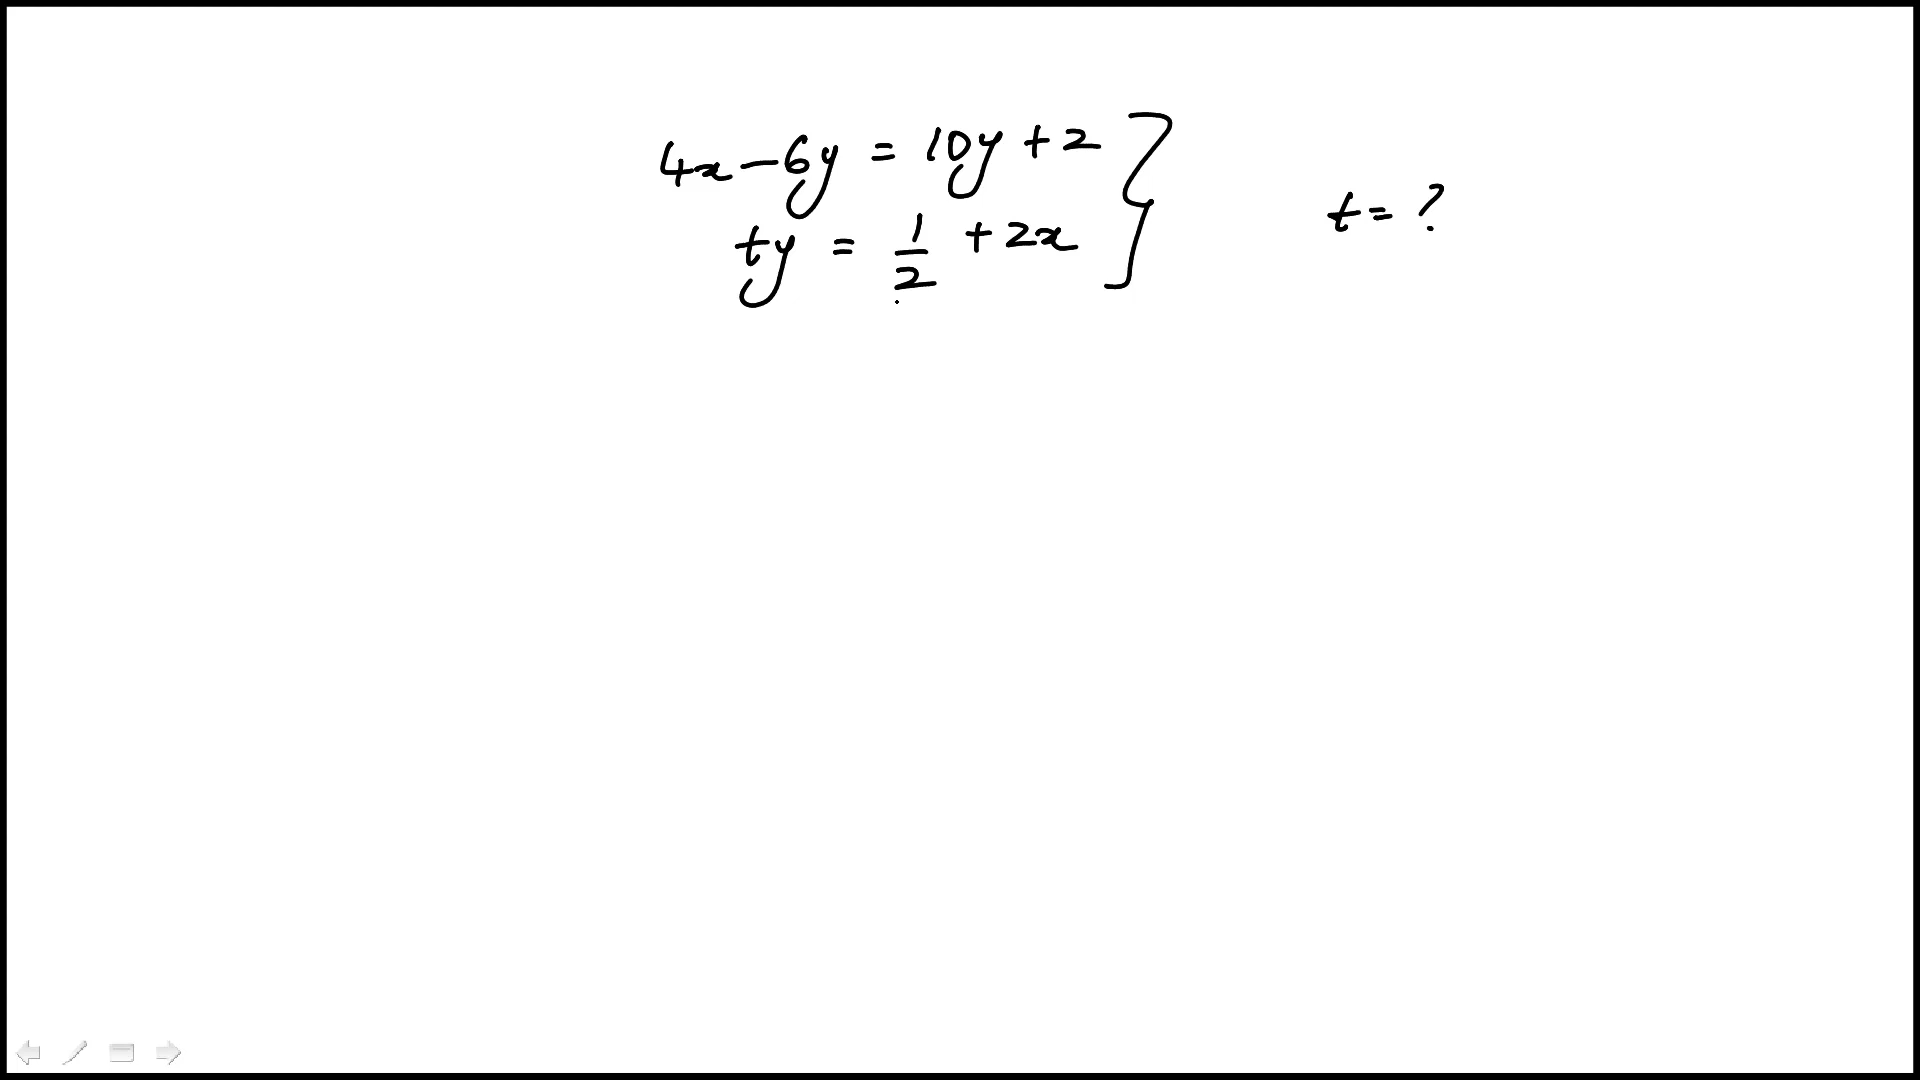 4x - 6y = 10y + 2
ty = 1/2 + 2x
t = ?